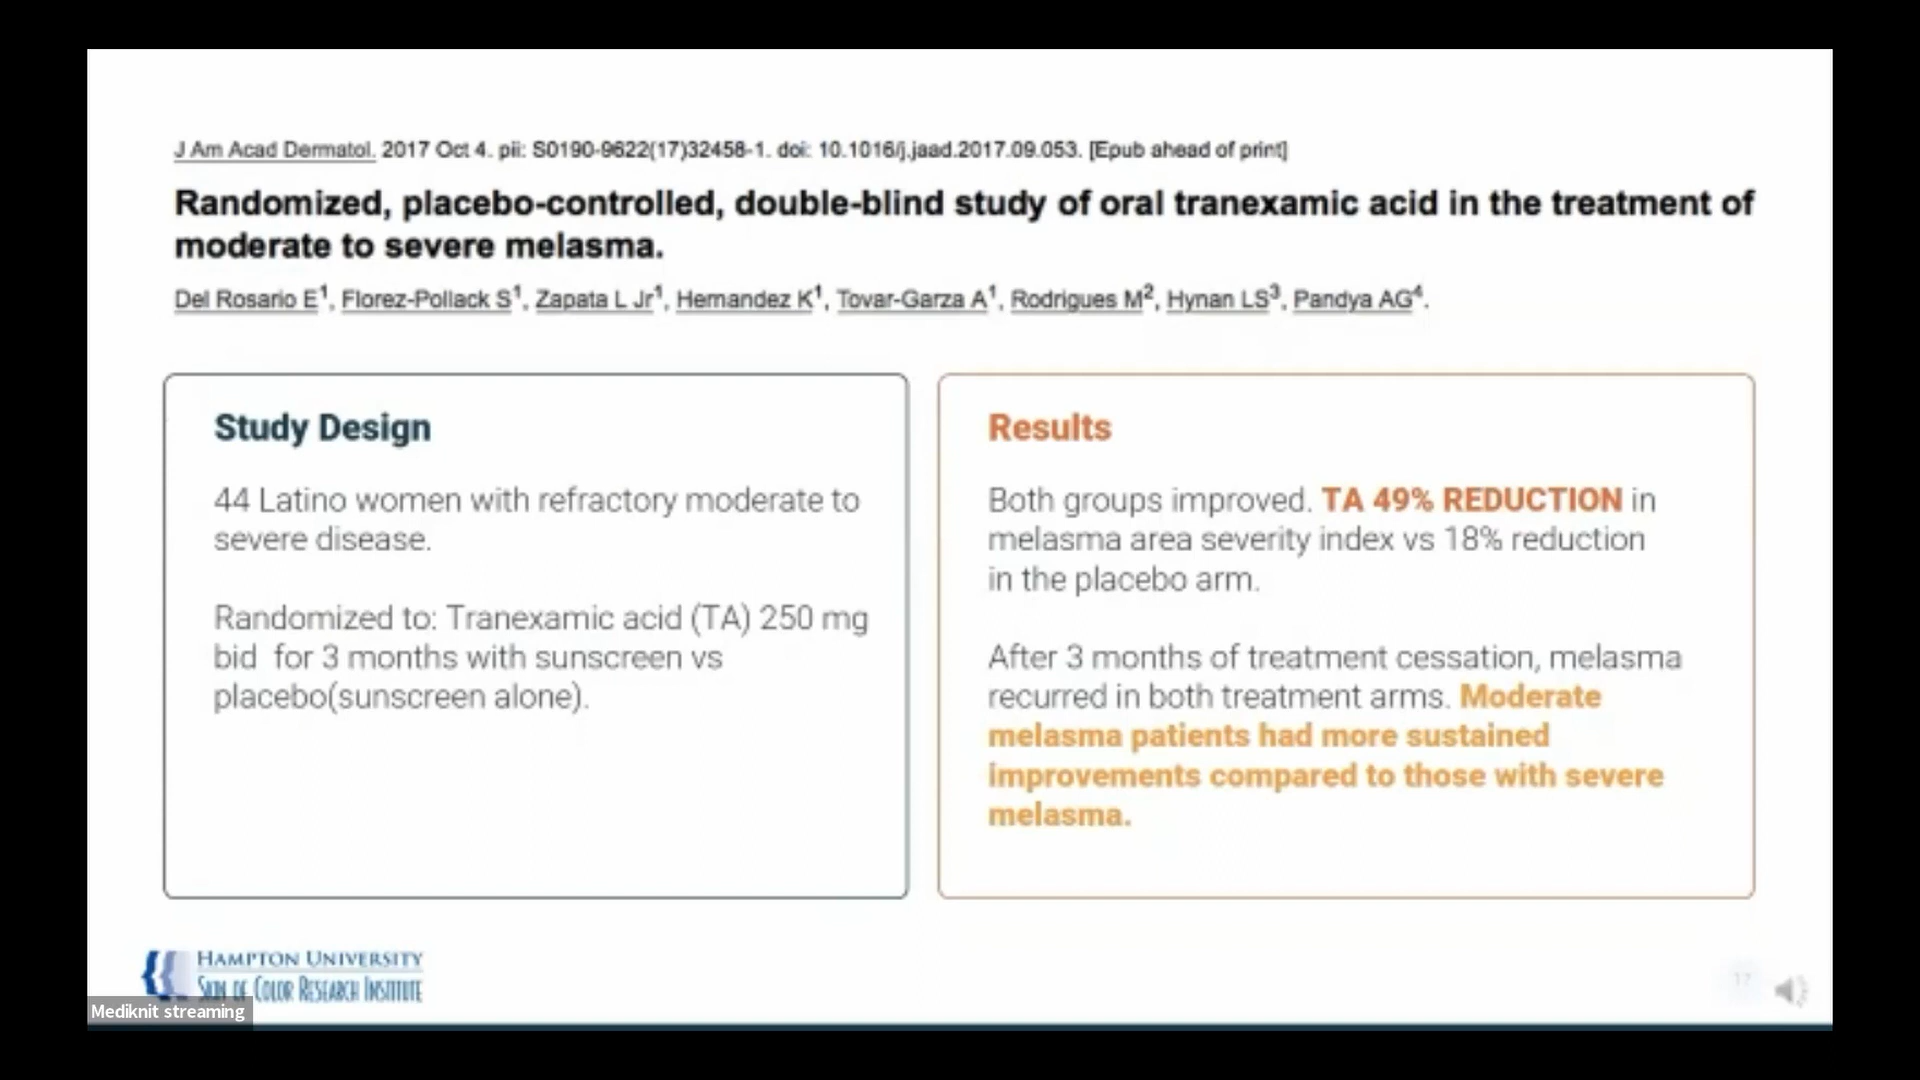 J Am Acad Dermatol. 2017 Oct 4. pii: S0190-9622(17)32458-1. doi: 10.1016/j.jaad.2017.09.053. [Epub ahead of print]
Randomized, placebo-controlled, double-blind study of oral tranexamic acid in the treatment of
moderate to severe melasma.
Del Rosario E1, Florez-Pollack S1, Zapata L Jr1, Hernandez K1, Tovar-Garza A1, Rodrigues M2, Hynan LS3, Pandya AG4.
Study Design
44 Latino women with refractory moderate to
severe disease.
Randomized to: Tranexamic acid (TA) 250 mg
bid  for 3 months with sunscreen vs
placebo(sunscreen alone).
Results
Both groups improved. TA 49% REDUCTION in
melasma area severity index vs 18% reduction
in the placebo arm.
After 3 months of treatment cessation, melasma
recurred in both treatment arms. Moderate
melasma patients had more sustained
improvements compared to those with severe
melasma.
HAMPTON UNIVERSITY
SKIN OF COLOR RESEARCH INSTITUTE
Mediknit streaming
17